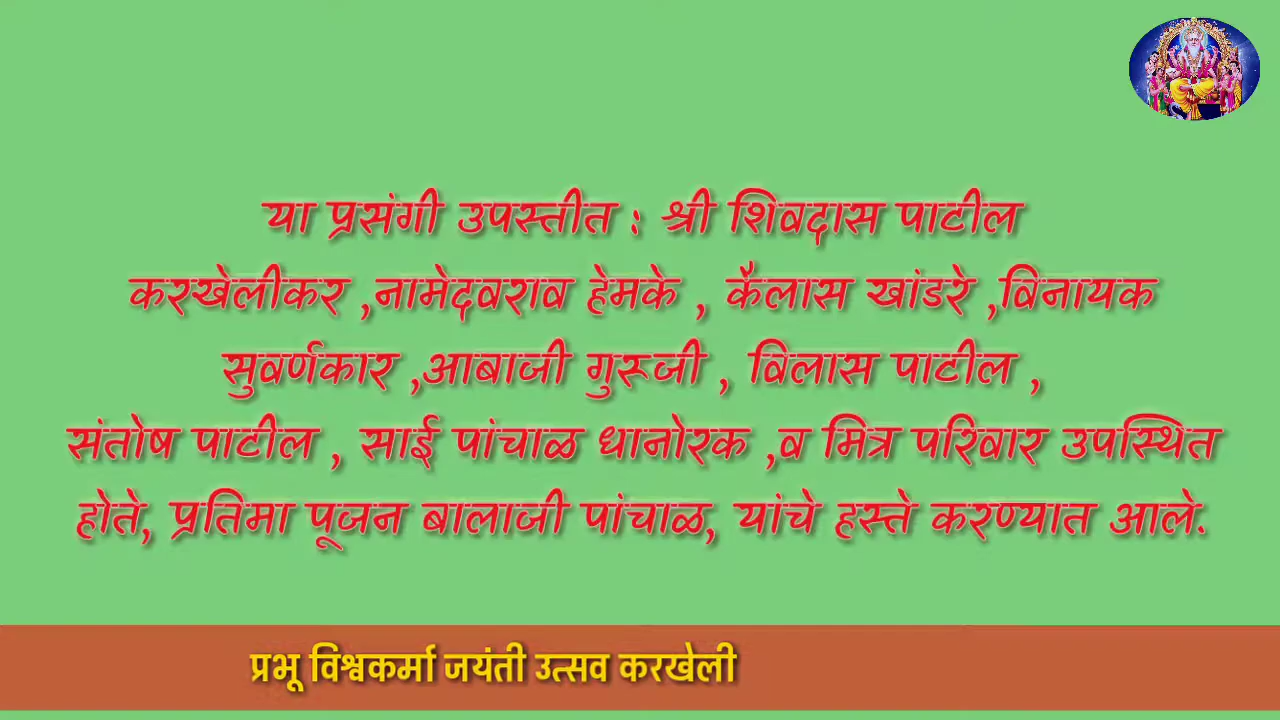 या प्रसंगी उपस्तीत : श्री शिवदास पाटील
करखेलीकर ,नामेदवराव हेमके , कैलास खांडरे ,विनायक
सुवर्णकार ,आबाजी गुरूजी , विलास पाटील ,
संतोष पाटील , साई पांचाळ धानोरक ,व मित्र परिवार उपस्थित
होते, प्रतिमा पूजन बालाजी पांचाळ, यांचे हस्ते करण्यात आले.
प्रभू विश्वकर्मा जयंती उत्सव करखेली